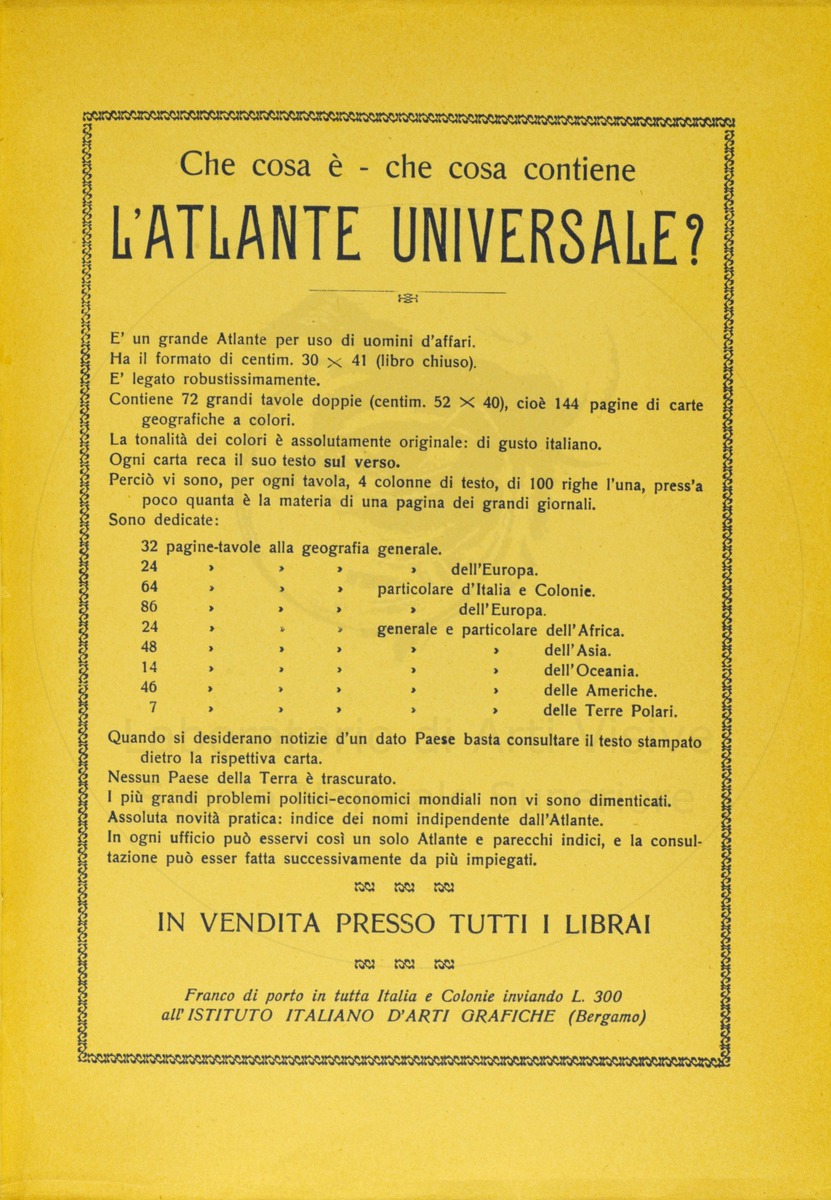 Che cosa è - che cosa contiene
L'ATLANTE UNIVERSALE?
E' un grande Atlante per uso di uomini d'affari.
Ha il formato di centim. 30 × 41 (libro chiuso).
E' legato robustissimamente.
Contiene 72 grandi tavole doppie (centim. 52 × 40), cioè 144 pagine di carte
geografiche a colori.
La tonalità dei colori è assolutamente originale: di gusto italiano.
Ogni carta reca il suo testo sul verso.
Perciò vi sono, per ogni tavola, 4 colonne di testo, di 100 righe l'una, press'a
poco quanta è la materia di una pagina dei grandi giornali.
Sono dedicate:
32 pagine-tavole alla geografia generale.
24 » » » » dell'Europa.
64 » » » particolare d'Italia e Colonie.
86 » » » » dell'Europa.
24 » » » generale e particolare dell'Africa.
48 » » » » » dell'Asia.
14 » » » » » dell'Oceania.
46 » » » » » delle Americhe.
7 » » » » » delle Terre Polari.
Quando si desiderano notizie d'un dato Paese basta consultare il testo stampato
dietro la rispettiva carta.
Nessun Paese della Terra è trascurato.
I più grandi problemi politici-economici mondiali non vi sono dimenticati.
Assoluta novità pratica: indice dei nomi indipendente dall'Atlante.
In ogni ufficio può esservi così un solo Atlante e parecchi indici, e la consul-
tazione può esser fatta successivamente da più impiegati.
IN VENDITA PRESSO TUTTI I LIBRAI
Franco di porto in tutta Italia e Colonie inviando L. 300
all'ISTITUTO ITALIANO D'ARTI GRAFICHE (Bergamo)